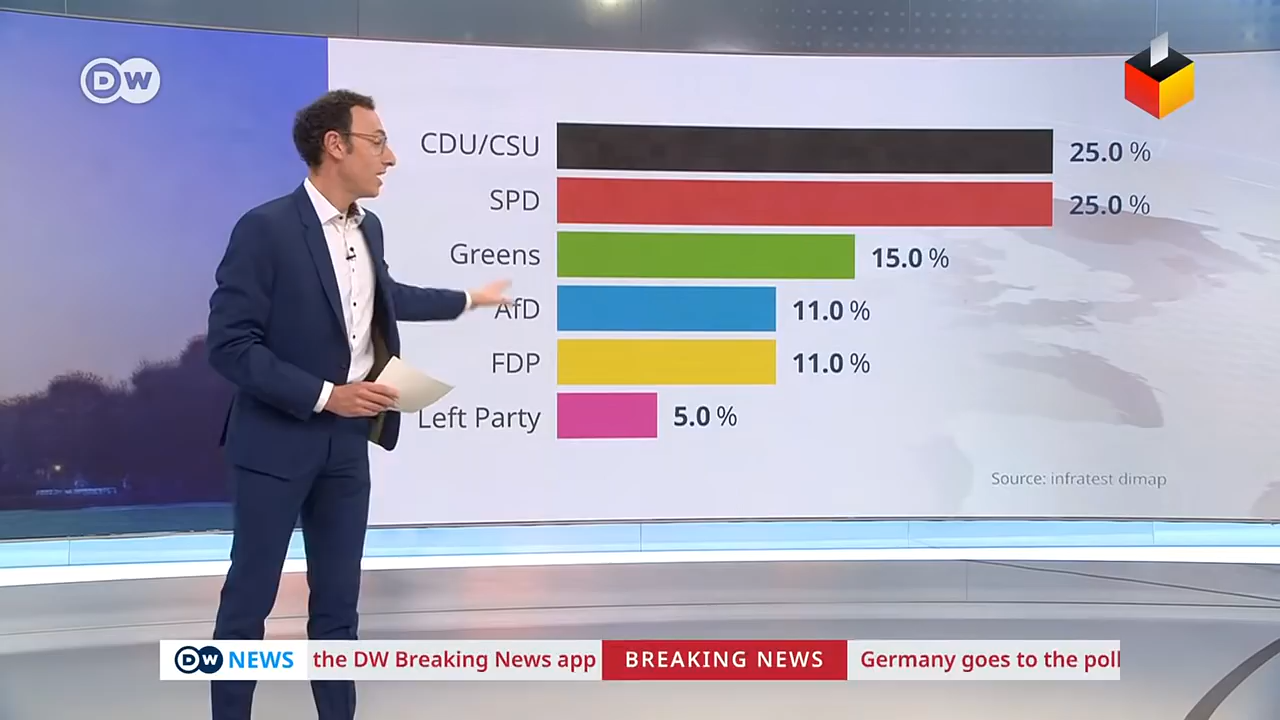 DW
CDU/CSU 25.0 %
SPD 25.0 %
Greens 15.0 %
AfD 11.0 %
FDP 11.0 %
Left Party 5.0 %
Source: infratest dimap
DW NEWS the DW Breaking News app BREAKING NEWS Germany goes to the poll